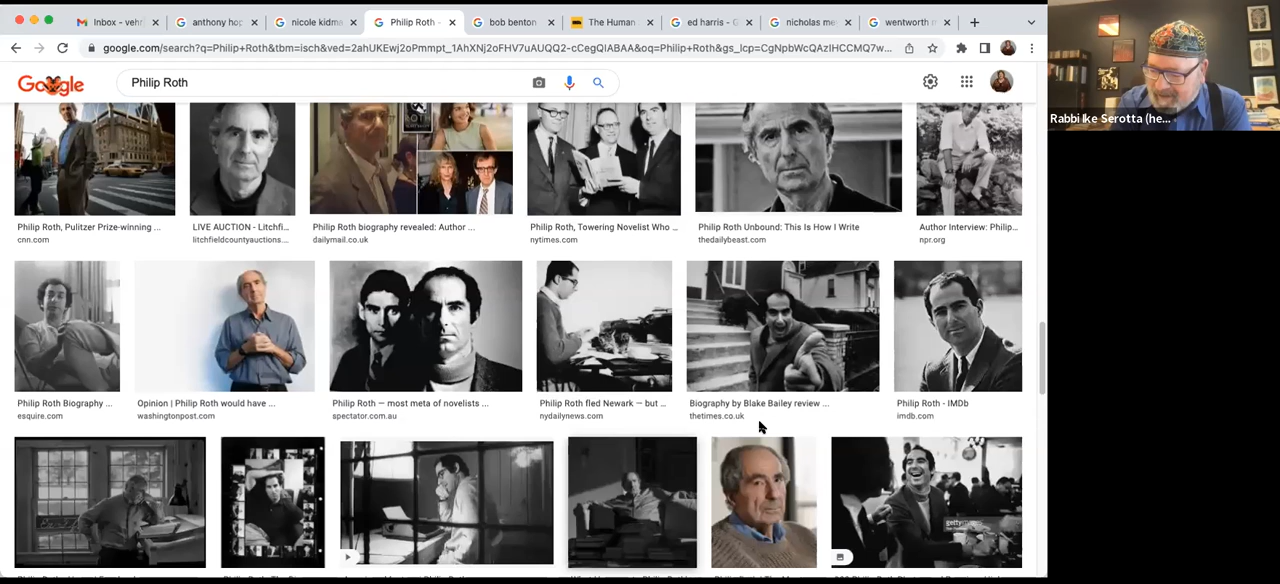 Inbox - vehr
anthony hop
nicole kidm
Philip Roth -
bob benton
The Human
ed harris - G
nicholas me
wentworth m
google.com/search?q=Philip+Roth&tbm=isch&ved=2ahUKEwj2oPmmpt_1AhXNj2oFHV7uAUQQ2-cCegQIABAA&oq=Philip+Roth&gs_lcp=CgNpbWcQAzIHCCMQ7w...
Google
Philip Roth
Rabbi Ike Serotta (he...
ROTH
Philip Roth, Pulitzer Prize-winning ...
LIVE AUCTION - Litchfi...
Philip Roth biography revealed: Author ...
Philip Roth, Towering Novelist Who ...
Philip Roth Unbound: This Is How I Write
Author Interview: Philip...
cnn.com
litchfieldcountyauctions....
dailymail.co.uk
nytimes.com
thedailybeast.com
npr.org
Philip Roth Biography ...
Opinion | Philip Roth would have ...
Philip Roth — most meta of novelists ...
Philip Roth fled Newark — but ...
Biography by Blake Bailey review ...
Philip Roth - IMDb
esquire.com
washingtonpost.com
spectator.com.au
nydailynews.com
thetimes.co.uk
imdb.com
gettyimages